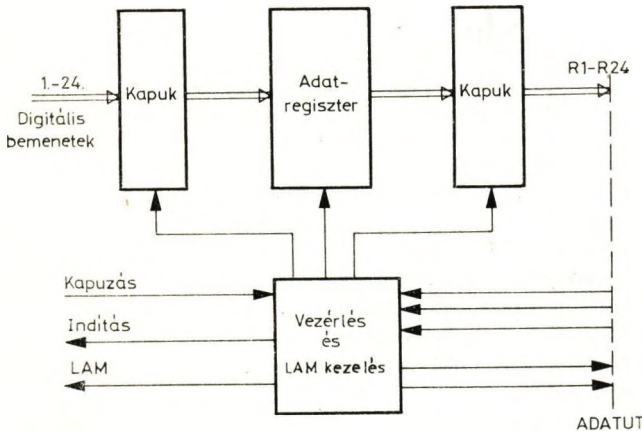 1.-24.
Digitális
bemenetek
Kapuk
Adat-
regiszter
Kapuk
R1-R24
Kapuzás
Indítás
LAM
Vezérlés
és
LAM kezelés
ADATUT